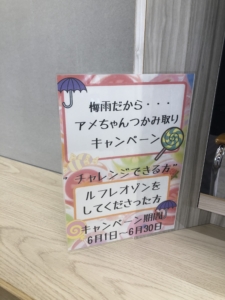 梅雨だから・・・
アメちゃんつかみ取り
キャンペーン
チャレンジできる方
ルフレオゾンを
してくださった方
キャンペーン期間
6月1日ー6月30日